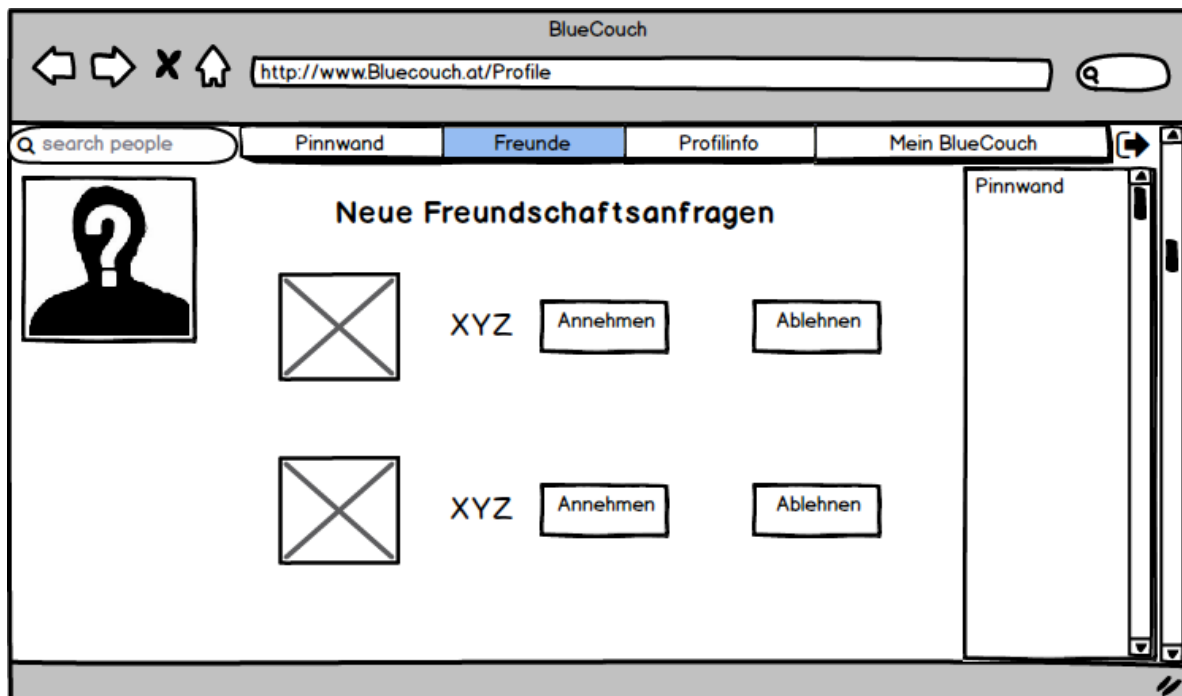 BlueCouch
http://www.Bluecouch.at/Profile
search people
Pinnwand
Freunde
Profilinfo
Mein BlueCouch
Pinnwand
Neue Freundschaftsanfragen
XYZ
Annehmen
Ablehnen
XYZ
Annehmen
Ablehnen